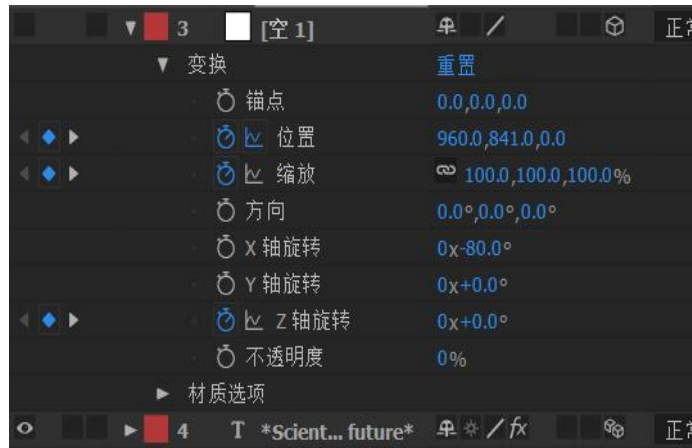 3 [空 1] 正
变换 重置
锚点 0.0,0.0,0.0
位置 960.0,841.0,0.0
缩放 100.0,100.0,100.0%
方向 0.0°,0.0°,0.0°
X 轴旋转 0x-80.0°
Y 轴旋转 0x+0.0°
Z 轴旋转 0x+0.0°
不透明度 0%
材质选项
4 T *Scient... future* fx 正